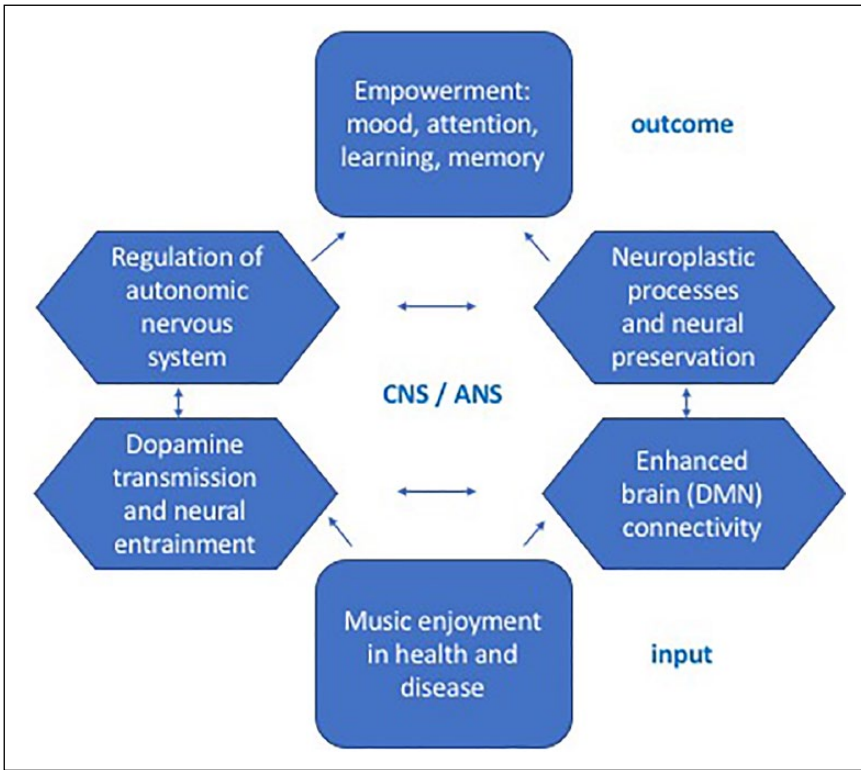 Empowerment:
mood, attention,
learning, memory
outcome
Regulation of
autonomic
nervous
system
Neuroplastic
processes
and neural
preservation
CNS / ANS
Dopamine
transmission
and neural
entrainment
Enhanced
brain (DMN)
connectivity
Music enjoyment
in health and
disease
input